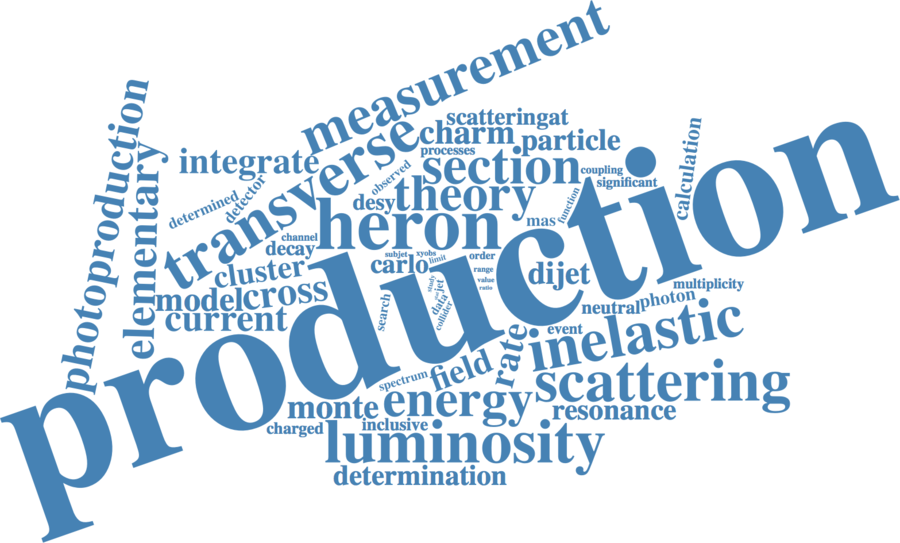 measurement
photoproduction
elementary
scatteringat
charm
particle
processes
integrate
transverse
section
observed
coupling
significant
calculation
determined
detector
desy
theory
function
mas
heron
production
channel
decay
subjet
xyobs
limit
order
carlo
cluster
range
value
ratio
dijet
study
jet
data
collider
search
model
cross
current
multiplicity
neutral
photon
event
inelastic
rate
field
spectrum
scattering
monte
energy
resonance
charged
inclusive
luminosity
determination